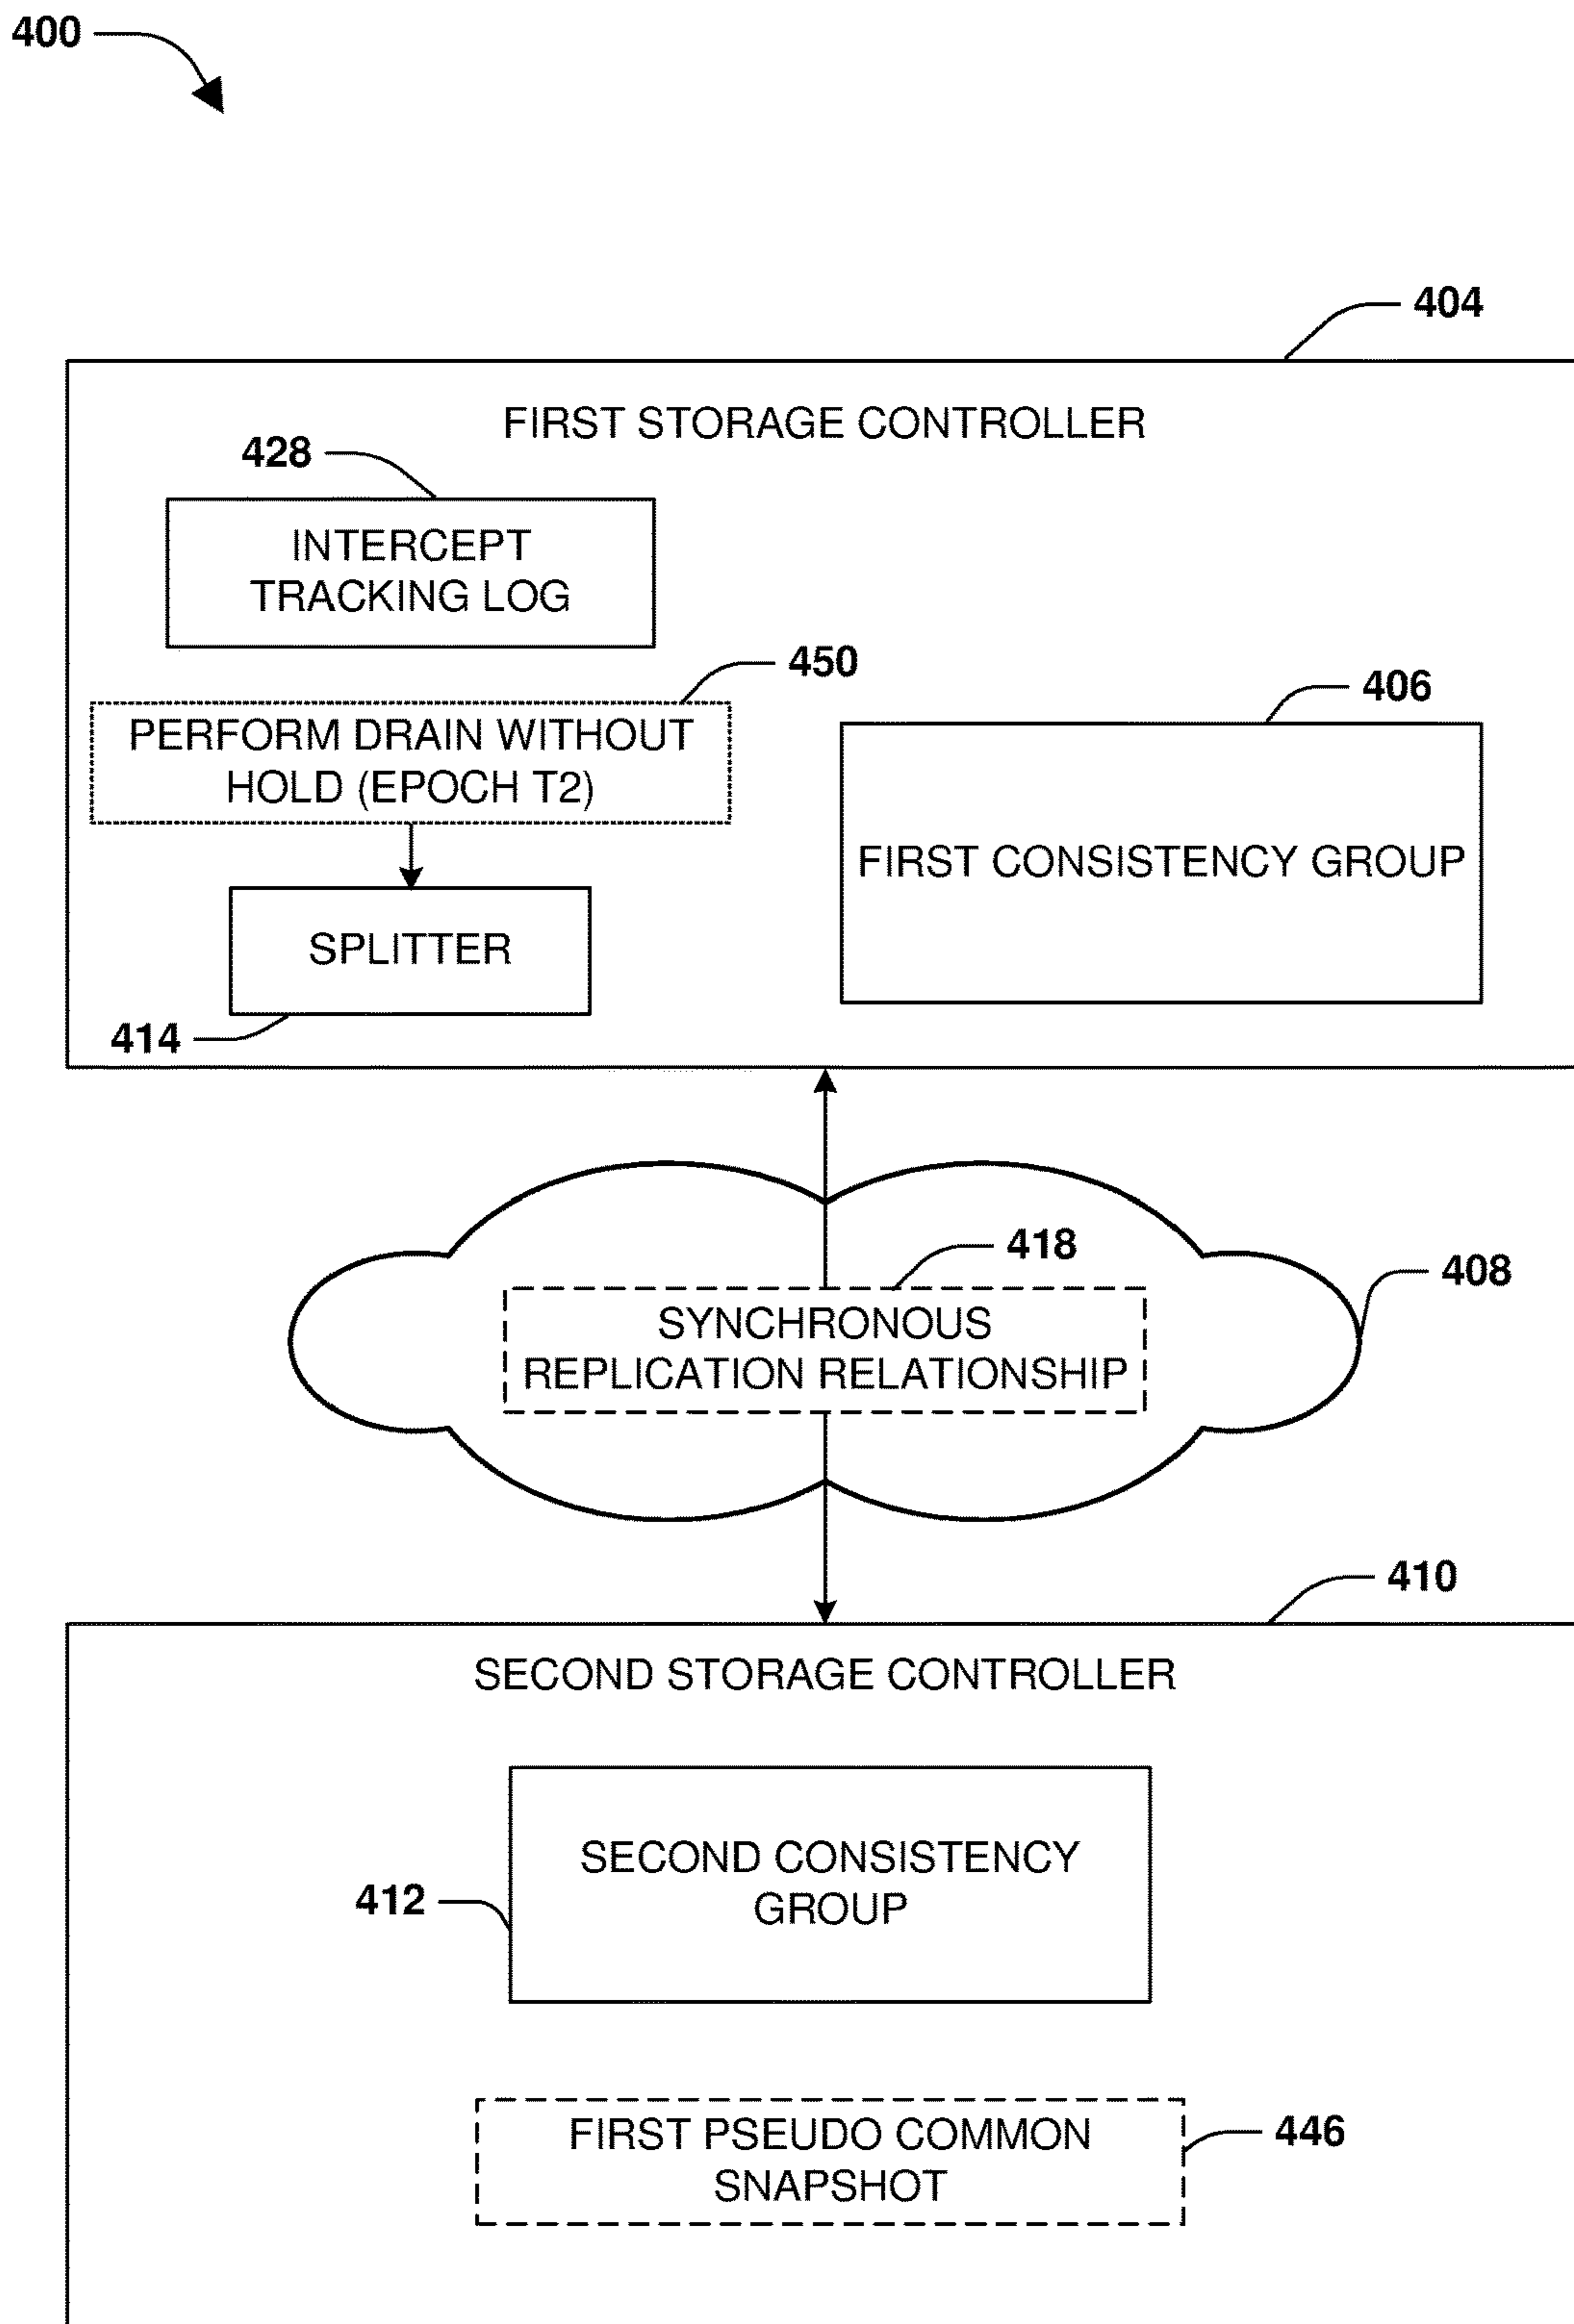 400
404
FIRST STORAGE CONTROLLER
428
INTERCEPT
TRACKING LOG
450
PERFORM DRAIN WITHOUT
HOLD (EPOCH T2)
406
FIRST CONSISTENCY GROUP
SPLITTER
414
418
408
SYNCHRONOUS
REPLICATION RELATIONSHIP
410
SECOND STORAGE CONTROLLER
SECOND CONSISTENCY
GROUP
412
FIRST PSEUDO COMMON
SNAPSHOT
446